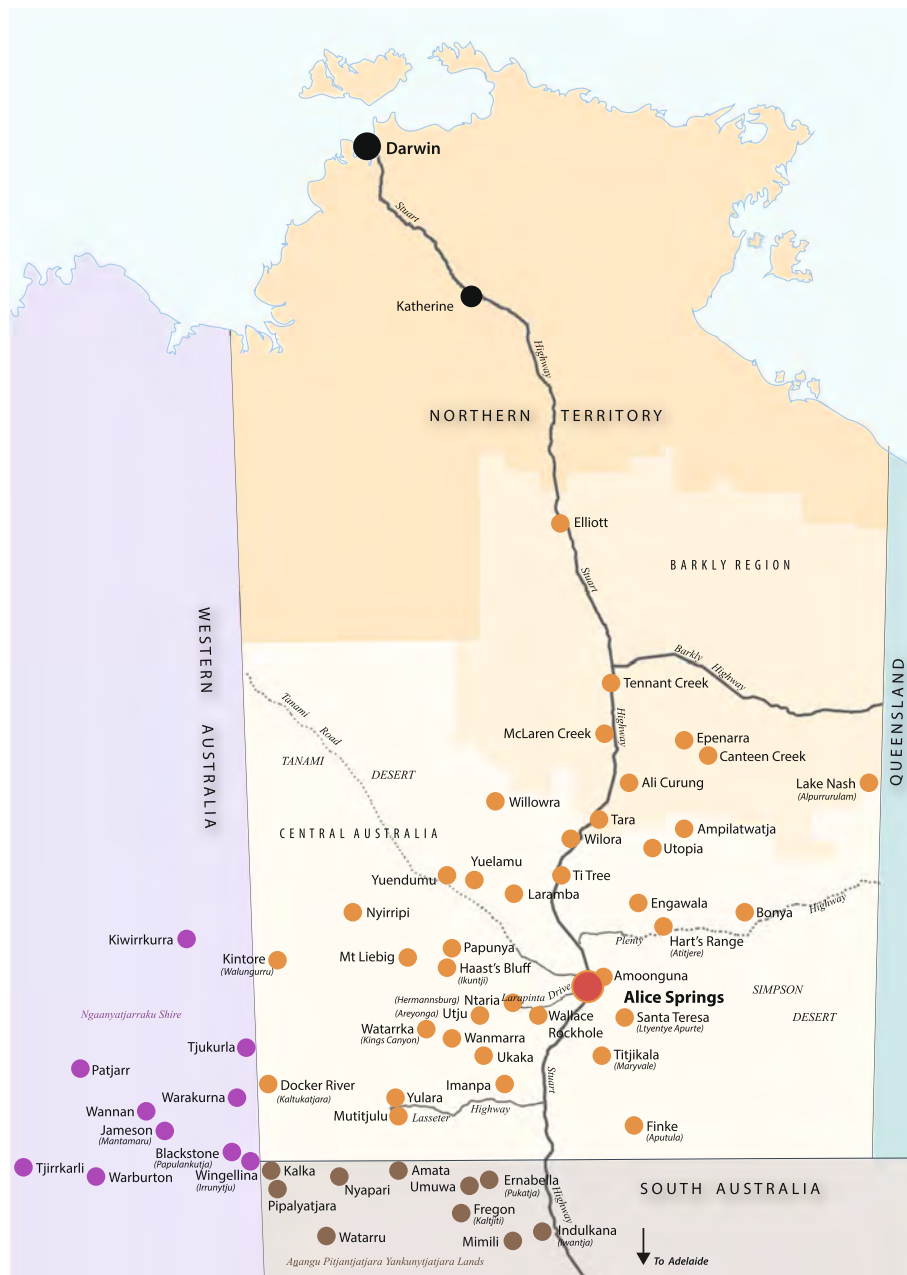 Darwin
Stuart
Katherine
Highway
NORTHERN TERRITORY
Elliott
BARKLY REGION
Stuart
WESTERN AUSTRALIA
QUEENSLAND
Barkly Highway
Tennant Creek
Tanami Road
Highway
McLaren Creek
Epenarra
Canteen Creek
TANAMI DESERT
Ali Curung
Lake Nash
(Alpurrurulam)
Willowra
Tara
CENTRAL AUSTRALIA
Wilora
Ampilatwatja
Utopia
Yuelamu
Yuendumu
Ti Tree
Laramba
Engawala
Nyirripi
Bonya
Highway
Plenty
Kiwirrkurra
Hart's Range
(Atitjere)
Papunya
Mt Liebig
Kintore
(Walungurru)
Haast's Bluff
(Ikuntji)
Amoonguna
Alice Springs
SIMPSON
DESERT
(Hermannsburg) Ntaria
Larapinta Drive
(Areyonga) Utju
Wallace
Rockhole
Santa Teresa
(Ltyentye Apurte)
Ngaanyatjarraku Shire
Watarrka
(Kings Canyon)
Wanmarra
Tjukurla
Ukaka
Titjikala
(Maryvale)
Patjarr
Docker River
(Kaltukatjara)
Imanpa
Stuart
Warakurna
Yulara
Wannan
Mutitjulu
Lasseter Highway
Jameson
(Mantamaru)
Finke
(Aputula)
Blackstone
(Papulankutja)
Tjirrkarli
Warburton
Wingellina
(Irrunytju)
Kalka
Amata
Nyapari
Umuwa
Ernabella
(Pukatja)
Pipalyatjara
SOUTH AUSTRALIA
Highway
Fregon
(Kaltjiti)
Watarru
Mimili
Indulkana
(Iwantja)
Anangu Pitjantjatjara Yankunytjatjara Lands
To Adelaide